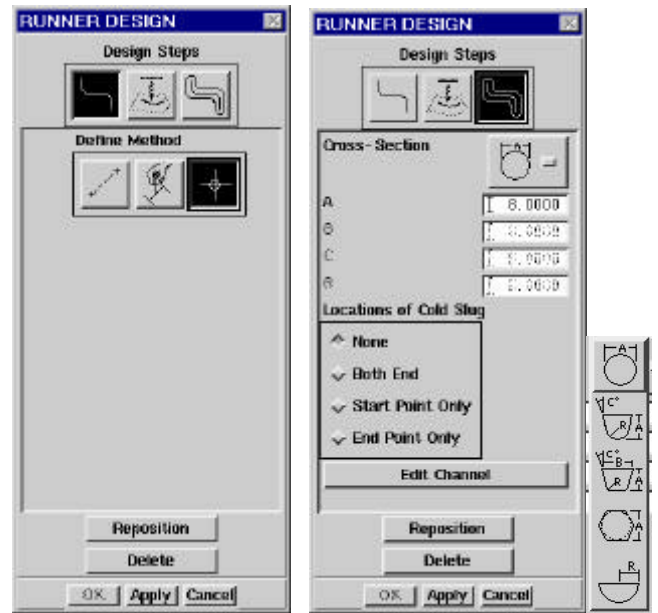 RUNNER DESIGN
Design Steps
Define Method
Reposition
Delete
OK Apply Cancel
RUNNER DESIGN
Design Steps
Cross-Section
A
A 8.0000
B
C
R
Locations of Cold Slug
None
Both End
Start Point Only
End Point Only
Edit Channel
Reposition
Delete
OK Apply Cancel
A
C°
R A
C°
B
R A
A
R